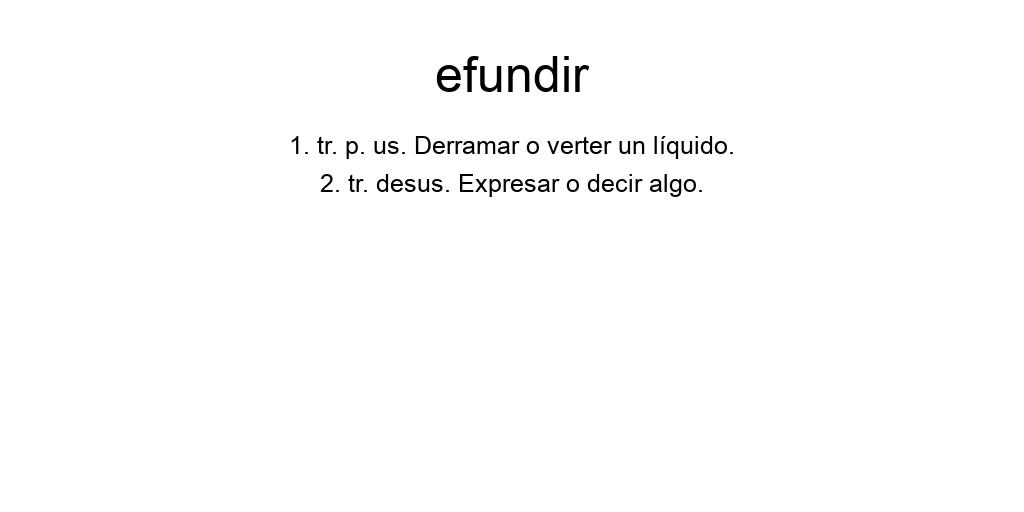 efundir
1. tr. p. us. Derramar o verter un líquido.
2. tr. desus. Expresar o decir algo.